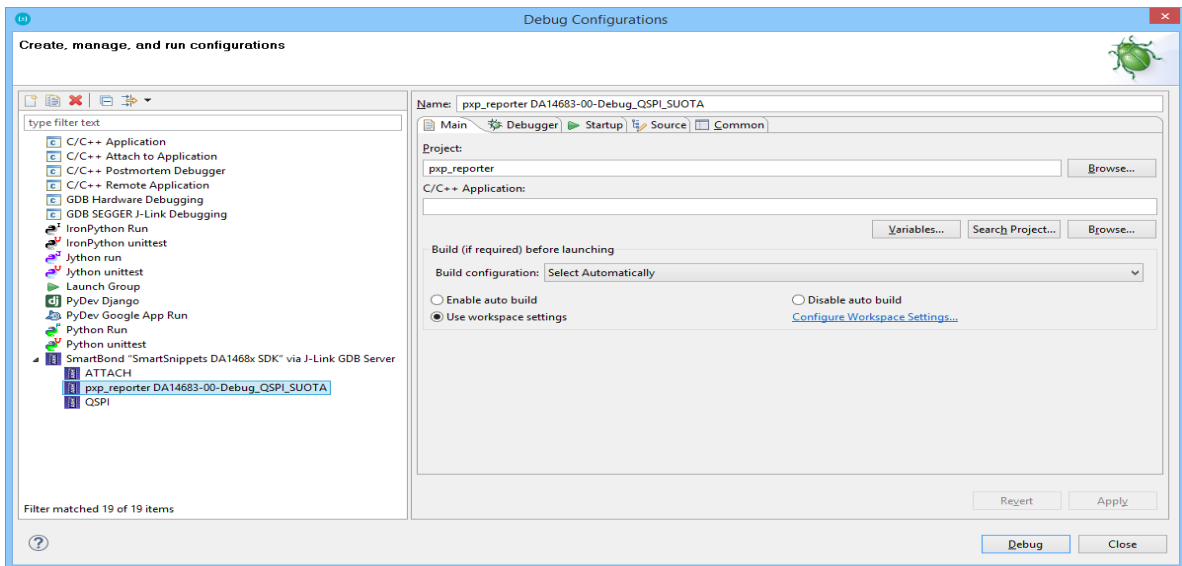 Debug Configurations
Create, manage, and run configurations
type filter text
C/C++ Application
C/C++ Attach to Application
C/C++ Postmortem Debugger
C/C++ Remote Application
GDB Hardware Debugging
GDB SEGGER J-Link Debugging
IronPython Run
IronPython unittest
Jython run
Jython unittest
Launch Group
PyDev Django
PyDev Google App Run
Python Run
Python unittest
SmartBond "SmartSnippets DA1468x SDK" via J-Link GDB Server
ATTACH
pxp_reporter DA14683-00-Debug_QSPI_SUOTA
QSPI
Filter matched 19 of 19 items
Name: pxp_reporter DA14683-00-Debug_QSPI_SUOTA
Main Debugger Startup Source Common
Project:
pxp_reporter Browse...
C/C++ Application:
Variables... Search Project... Browse...
Build (if required) before launching
Build configuration: Select Automatically
Enable auto build Disable auto build
Use workspace settings Configure Workspace Settings...
Revert Apply
Debug Close